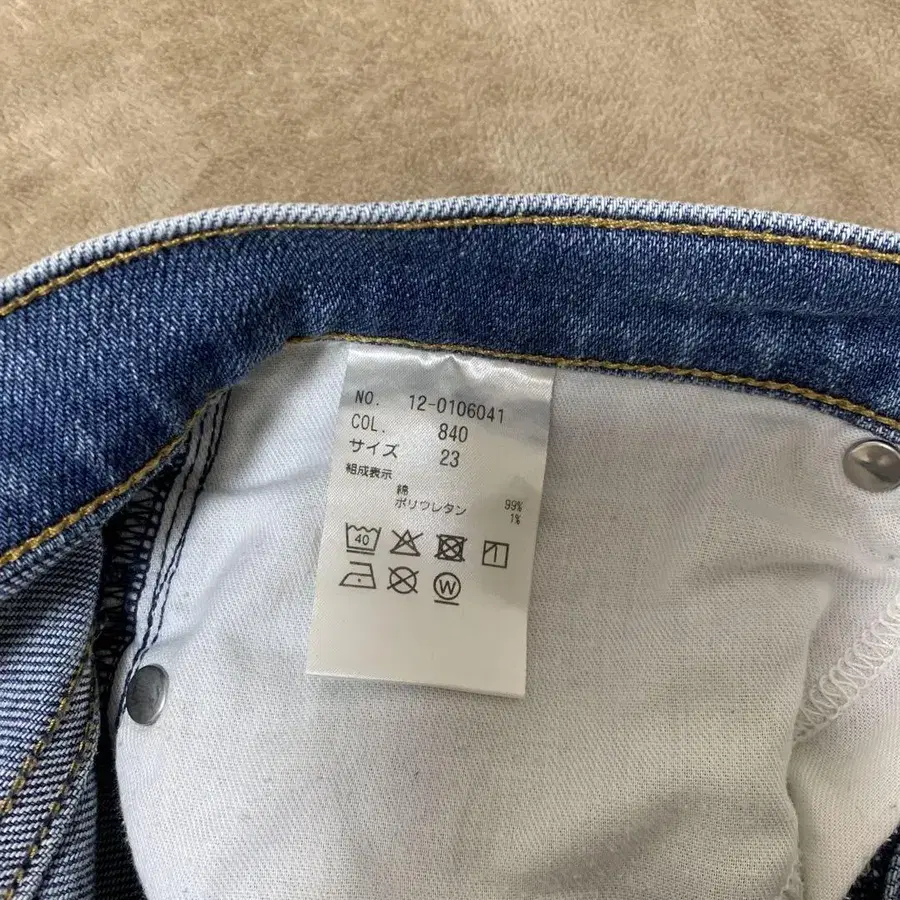 NO. 12-0106041
COL. 840
サイズ 23
組成表示
綿 99%
ポリウレタン 1%
40
W